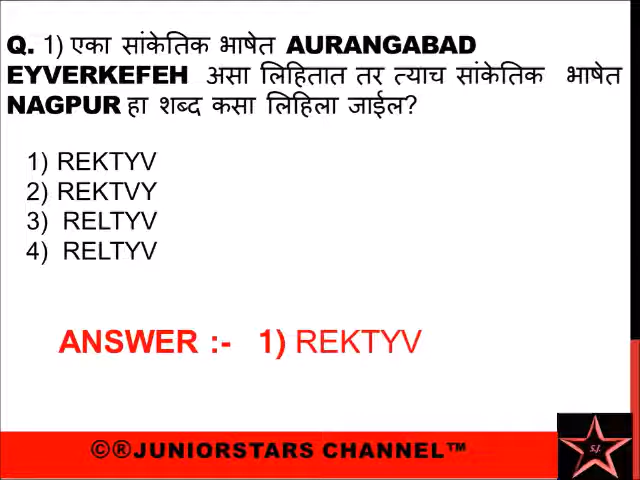 Q. 1) एका सांकेतिक भाषेत AURANGABAD
EYVERKEFEH असा लिहितात तर त्याच सांकेतिक भाषेत
NAGPUR हा शब्द कसा लिहिला जाईल?
1) REKTYV
2) REKTVY
3) RELTYV
4) RELTYV
ANSWER :- 1) REKTYV
©®JUNIORSTARS CHANNEL™
S.J.